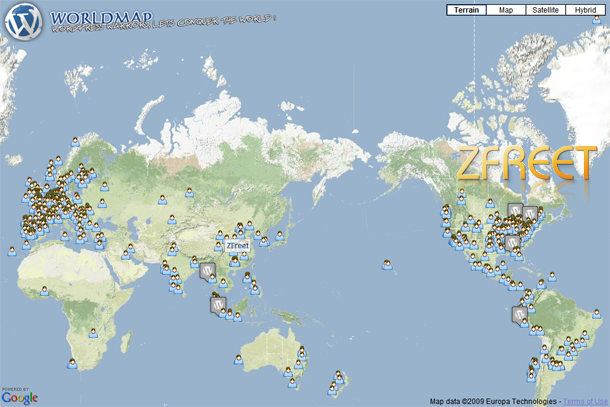 WORLDMAP
WORDPRESS WARRIORS, LETS CONQUER THE WORLD!
Terrain Map Satellite Hybrid
ZFREET
ZFreet
POWERED BY
Google
Map data ©2009 Europa Technologies - Terms of Use